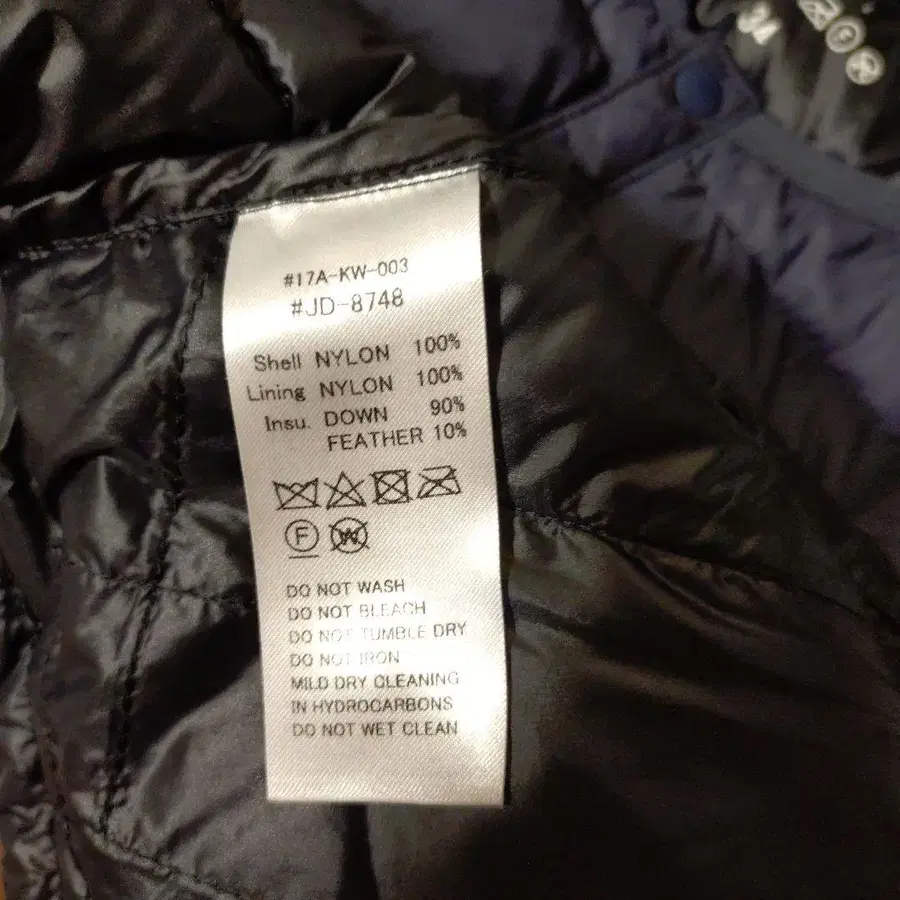 34
#17A-KW-003
#JD-8748
Shell NYLON 100%
Lining NYLON 100%
Insu. DOWN 90%
FEATHER 10%
F W
DO NOT WASH
DO NOT BLEACH
DO NOT TUMBLE DRY
DO NOT IRON
MILD DRY CLEANING
IN HYDROCARBONS
DO NOT WET CLEAN